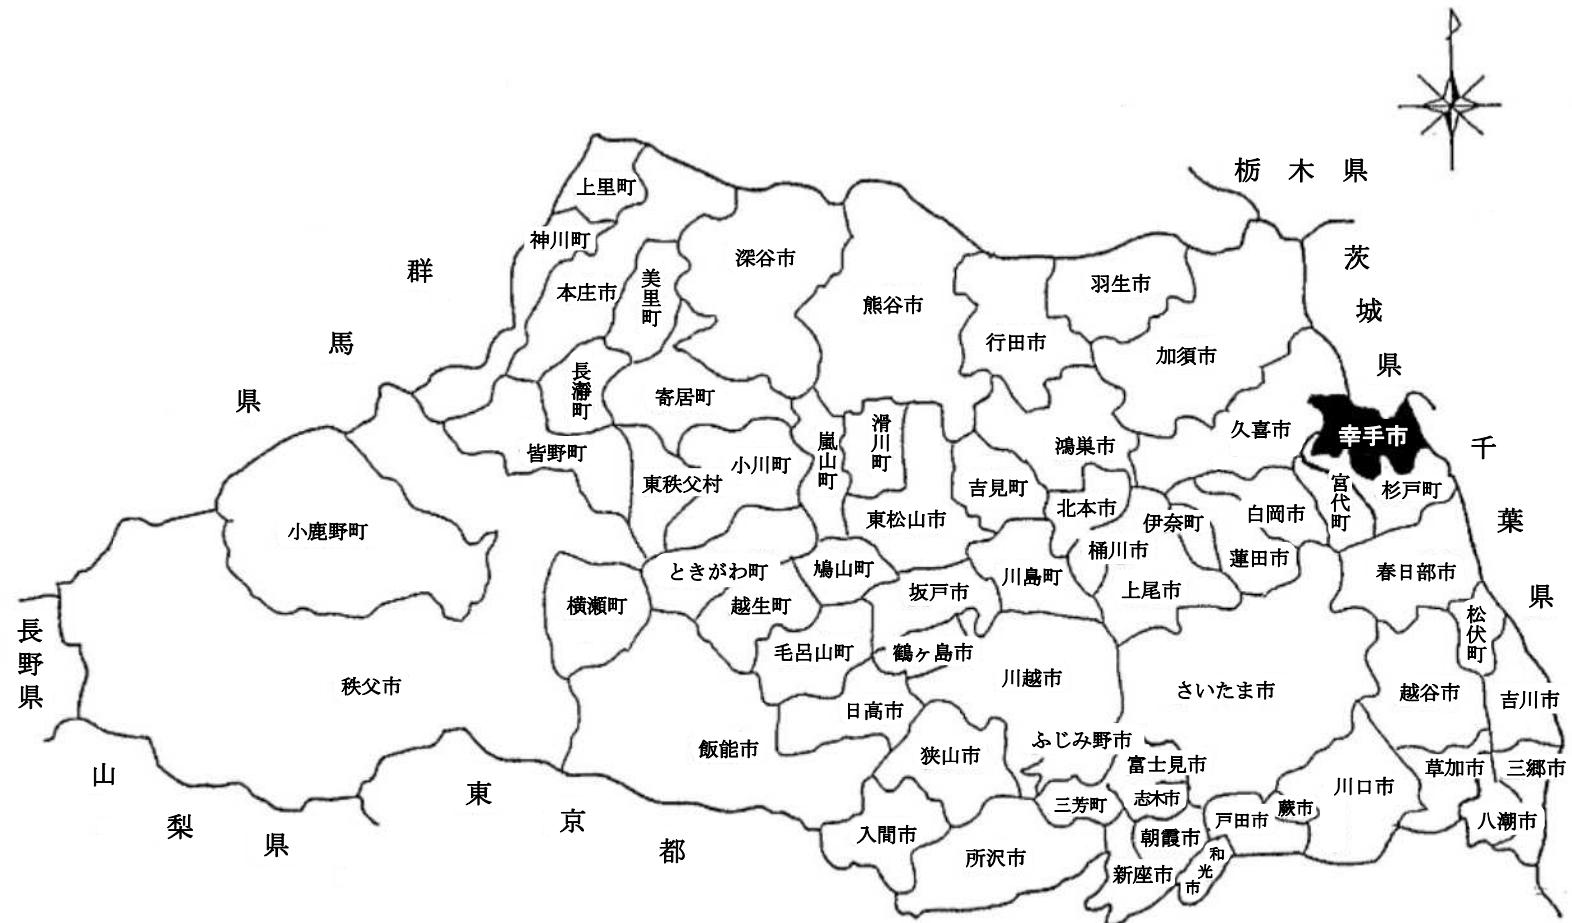 栃木県
茨城県
群馬県
千葉県
長野県
山梨県
東京都
上里町
神川町
本庄市
美里町
深谷市
熊谷市
行田市
羽生市
加須市
長瀞町
寄居町
皆野町
東秩父村
小川町
嵐山町
滑川町
吉見町
鴻巣市
久喜市
幸手市
宮代町
杉戸町
小鹿野町
東松山市
北本市
桶川市
伊奈町
白岡市
蓮田市
春日部市
横瀬町
ときがわ町
鳩山町
越生町
坂戸市
川島町
上尾市
松伏町
毛呂山町
鶴ヶ島市
川越市
さいたま市
越谷市
吉川市
秩父市
飯能市
日高市
狭山市
ふじみ野市
富士見市
志木市
三芳町
川口市
草加市
三郷市
八潮市
戸田市
蕨市
入間市
所沢市
朝霞市
新座市
和光市